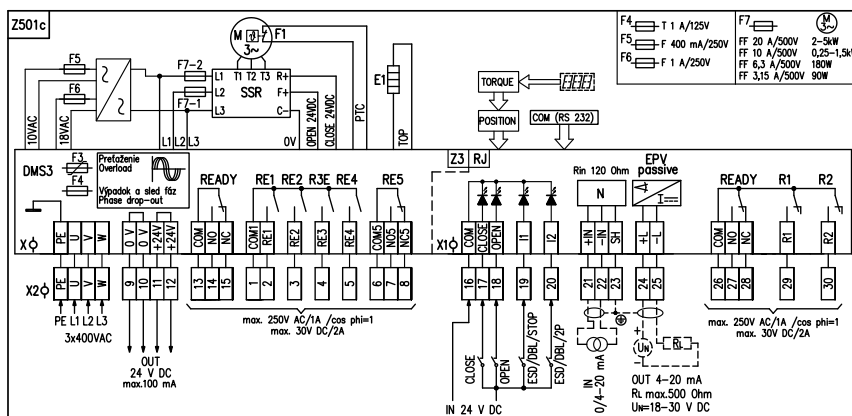 Z501c
M
3~
F1
F4 T 1 A/125V
F5 F 400 mA/250V
F6 F 1 A/250V
F7
M
3~
FF 20 A/500V 2-5kW
FF 10 A/500V 0,25-1,5kW
FF 6,3 A/500V 180W
FF 3,15 A/500V 90W
F5
F6
F7-2
F7-1
L1 T1 T2 T3 R+
L2 SSR F+
L3 C-
E1
TORQUE
POSITION
COM (RS 232)
10VAC
18VAC
L1 L2 L3
0V
OPEN 24VDC
CLOSE 24VDC
PTC
TOP
DMS3
F3
F4
Preťaženie
Overload
Výpadok a sled fáz
Phase drop-out
READY
RE1 RE2 R3E RE4
RE5
Z3 RJ
Rin 120 Ohm
N
EPV
passive
I
READY
R1
R2
X
PE U V W
0 V 0 V +24V +24V
COM NO NC
COM1 RE1 RE2 RE3 RE4
COM5 NO5 NC5
X1
COM CLOSE OPEN I1 I2
+IN -IN SH
+L -L
COM NO NC
R1
R2
X2
PE U V W
9 10 11 12
13 14 15
1 2 3 4 5
6 7 8
16 17 18 19 20
21 22 23
24 25
26 27 28 29 30
PE L1 L2 L3
3x400VAC
OUT
24 V DC
max.100 mA
max. 250V AC/1A /cos phi=1
max. 30V DC/2A
CLOSE
OPEN
ESD/DBL/STOP
ESD/DBL/2P
IN 24 V DC
IN
0/4-20 mA
+
UN
-
RL
OUT 4-20 mA
RL max.500 Ohm
UN=18-30 V DC
max. 250V AC/1A /cos phi=1
max. 30V DC/2A